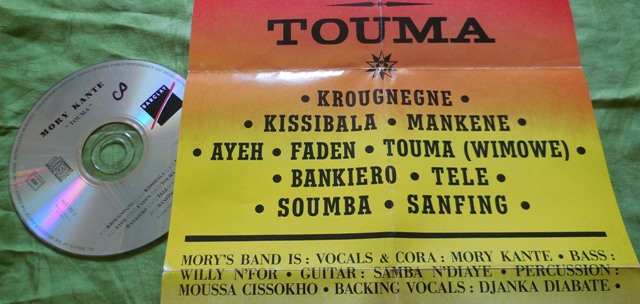 TOUMA
• KROUGNEGNE •
• KISSIBALA • MANKENE •
• AYEH • FADEN • TOUMA (WIMOWE) •
• BANKIERO • TELE •
• SOUMBA • SANFING •
MORY'S BAND IS : VOCALS & CORA : MORY KANTE • BASS :
WILLY N'FOR • GUITAR : SAMBA N'DIAYE • PERCUSSION :
MOUSSA CISSOKHO • BACKING VOCALS : DJANKA DIABATE •
MORY KANTE
"TOUMA"
BARCLAY